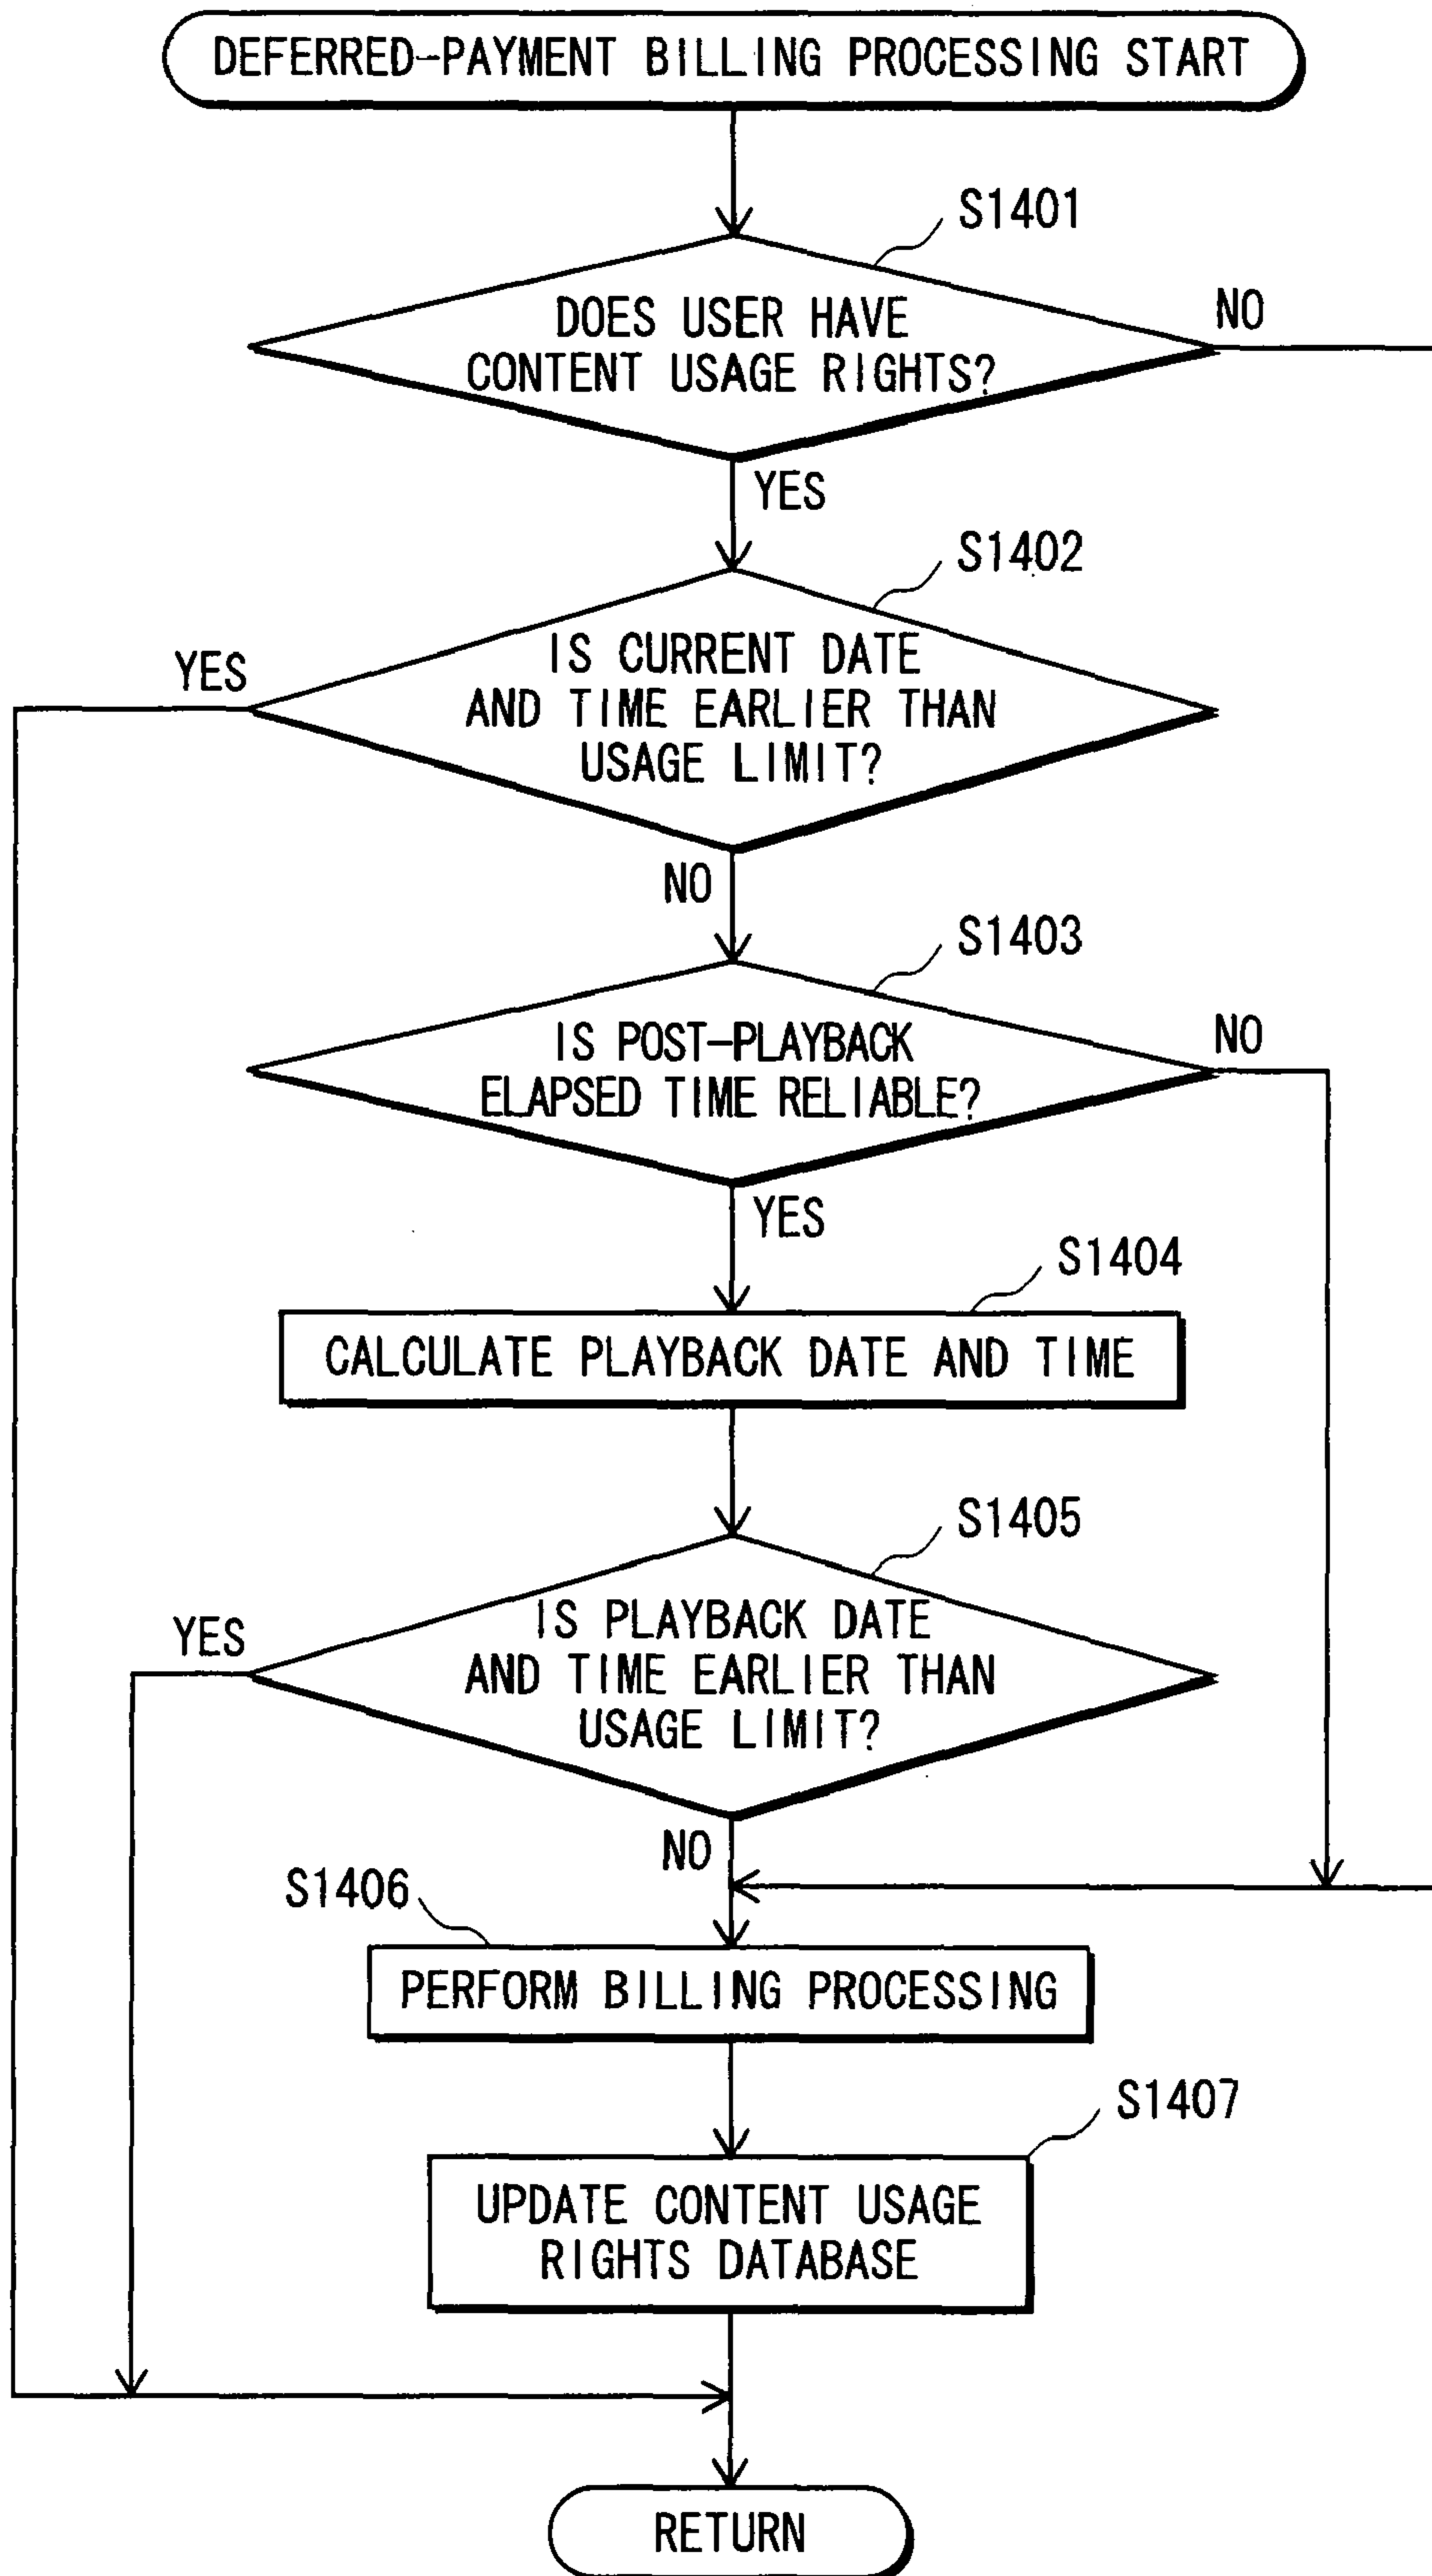 DEFERRED-PAYMENT BILLING PROCESSING START
S1401
DOES USER HAVE
CONTENT USAGE RIGHTS?
NO
YES
S1402
IS CURRENT DATE
AND TIME EARLIER THAN
USAGE LIMIT?
YES
NO
S1403
IS POST-PLAYBACK
ELAPSED TIME RELIABLE?
NO
YES
S1404
CALCULATE PLAYBACK DATE AND TIME
S1405
IS PLAYBACK DATE
AND TIME EARLIER THAN
USAGE LIMIT?
YES
NO
S1406
PERFORM BILLING PROCESSING
S1407
UPDATE CONTENT USAGE
RIGHTS DATABASE
RETURN